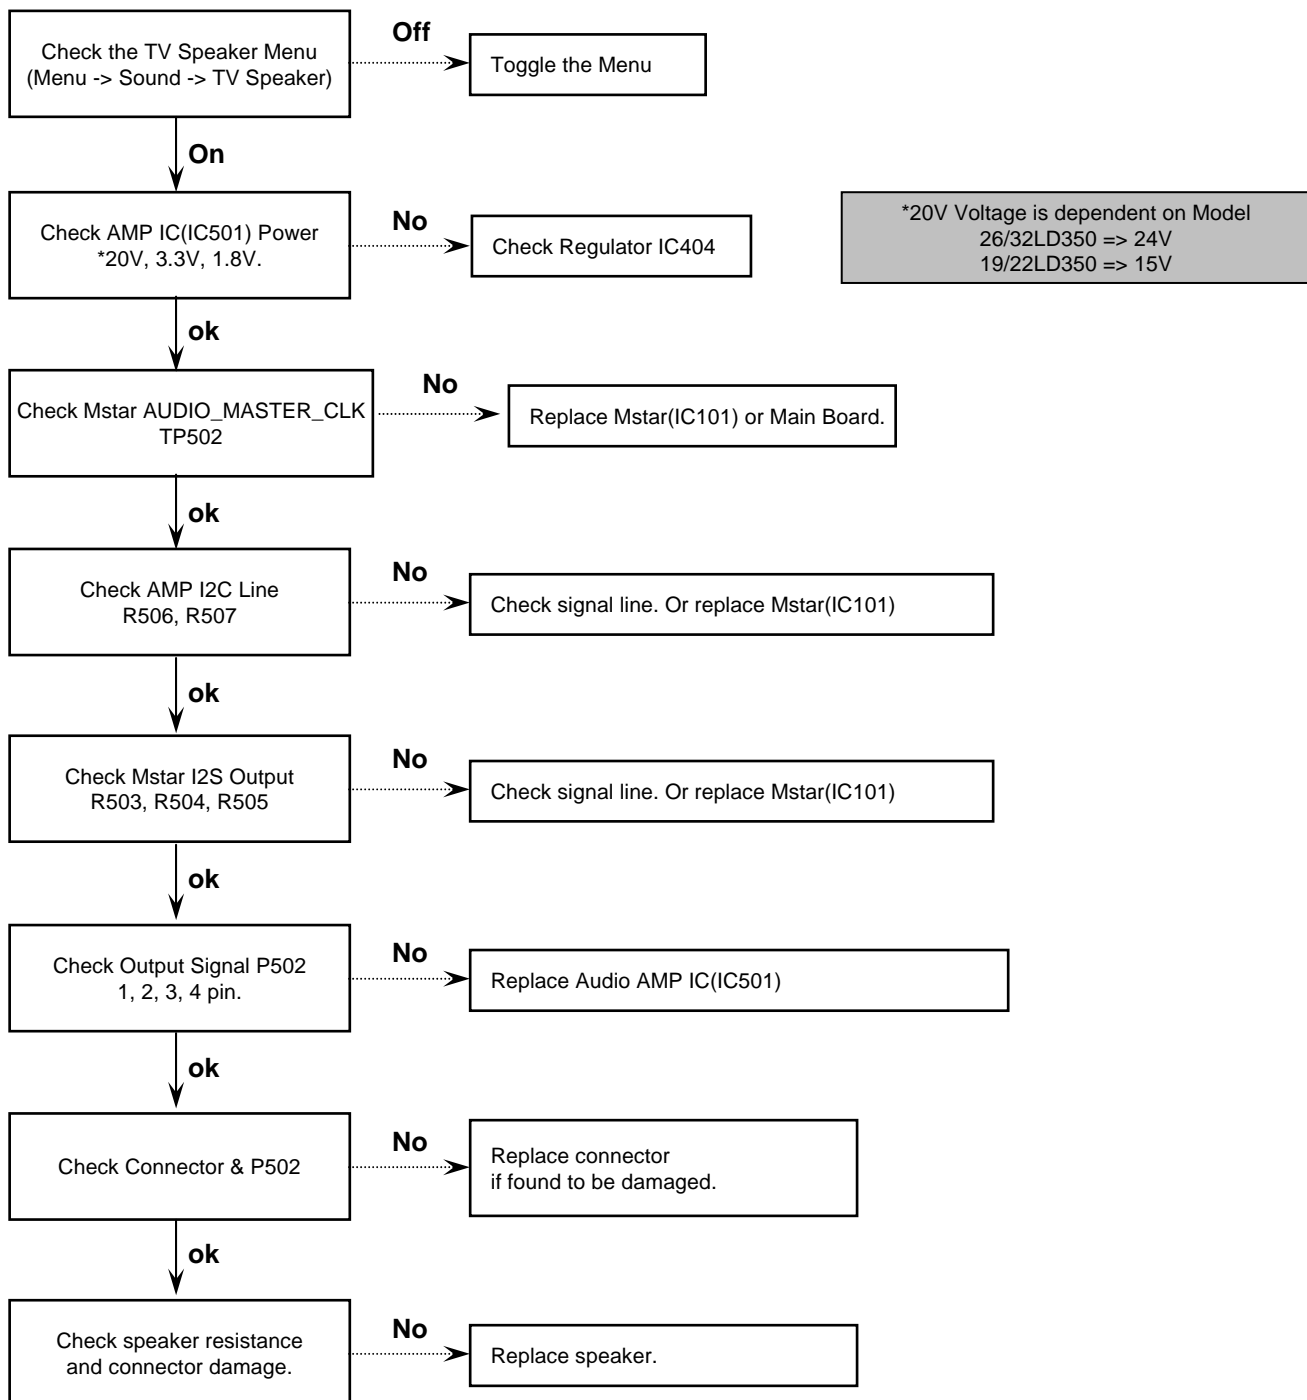 Check the TV Speaker Menu
(Menu -> Sound -> TV Speaker)
Off
Toggle the Menu
On
Check AMP IC(IC501) Power
*20V, 3.3V, 1.8V.
No
Check Regulator IC404
*20V Voltage is dependent on Model
26/32LD350 => 24V
19/22LD350 => 15V
ok
Check Mstar AUDIO_MASTER_CLK
TP502
No
Replace Mstar(IC101) or Main Board.
ok
Check AMP I2C Line
R506, R507
No
Check signal line. Or replace Mstar(IC101)
ok
Check Mstar I2S Output
R503, R504, R505
No
Check signal line. Or replace Mstar(IC101)
ok
Check Output Signal P502
1, 2, 3, 4 pin.
No
Replace Audio AMP IC(IC501)
ok
Check Connector & P502
No
Replace connector
if found to be damaged.
ok
Check speaker resistance
and connector damage.
No
Replace speaker.